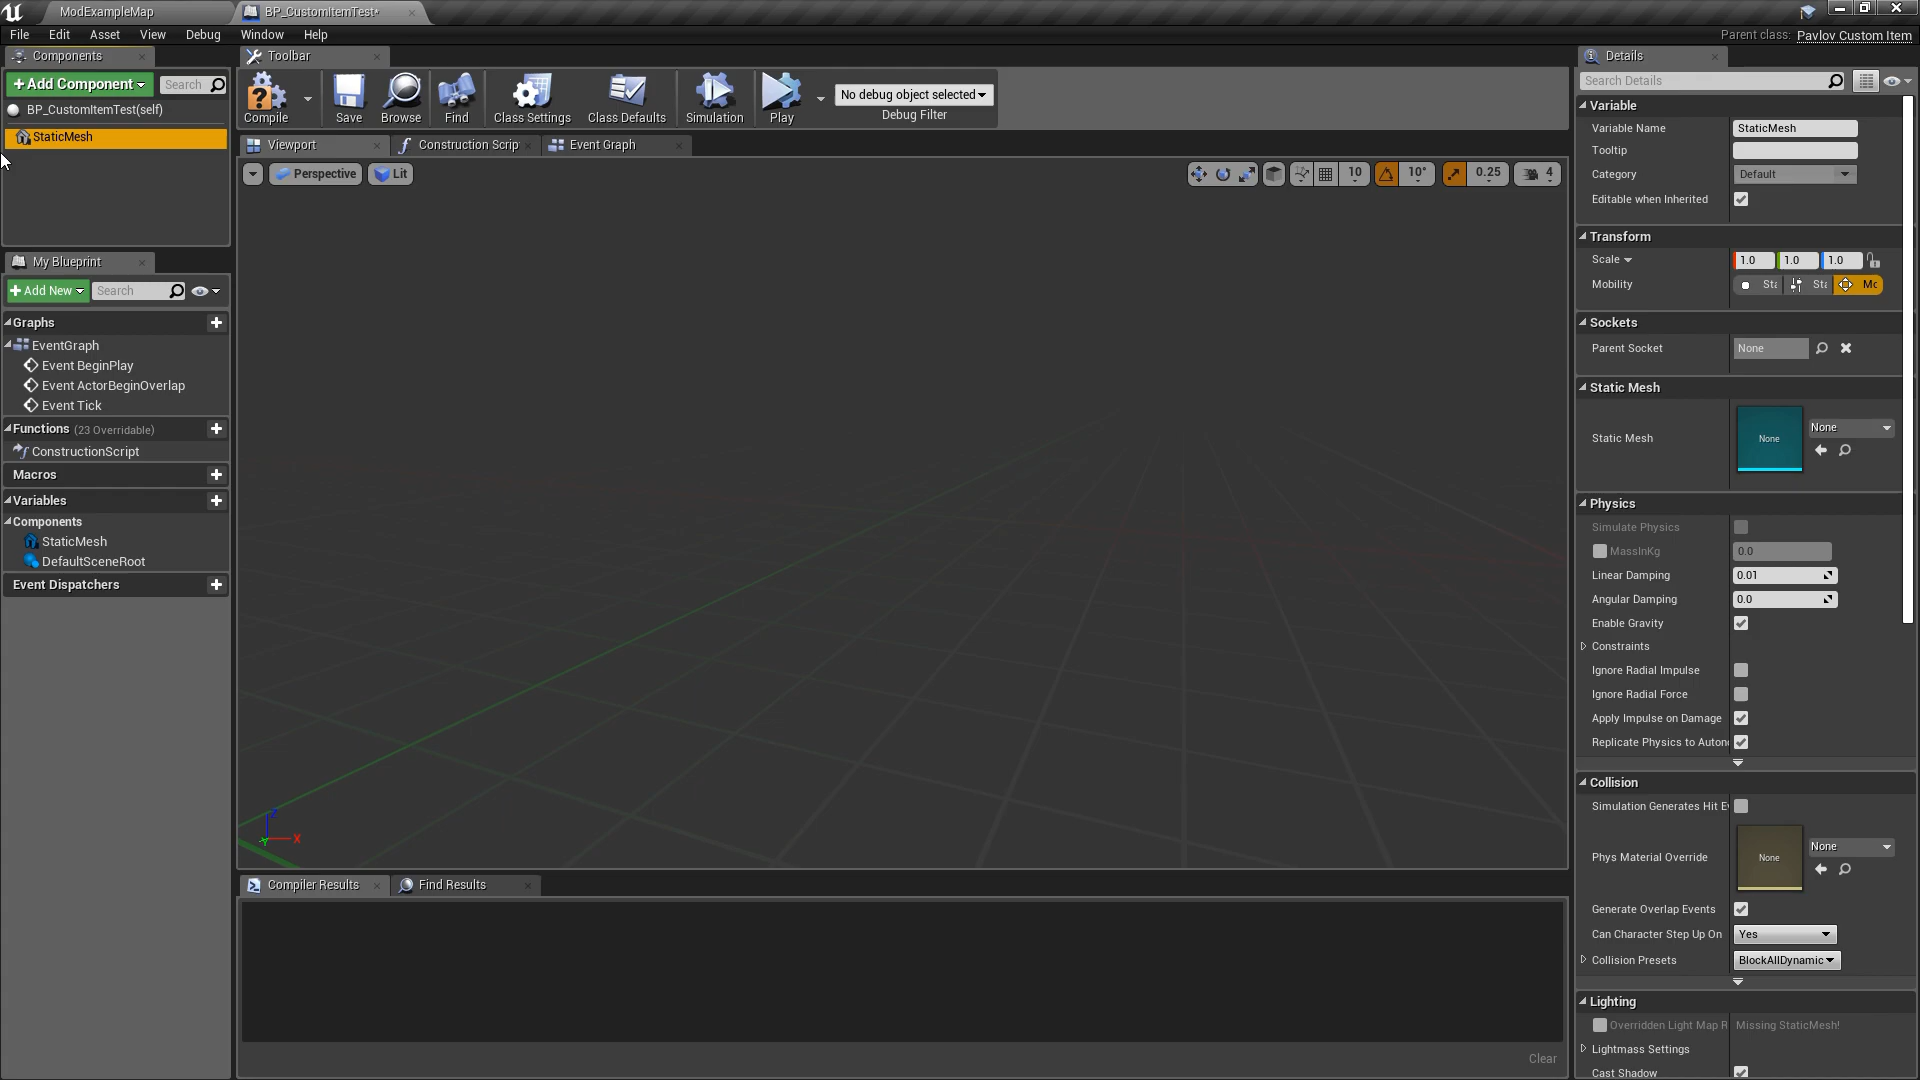 ModExampleMap
BP_CustomItemTest*
File Edit Asset View Debug Window Help
Parent class: Pavlov Custom Item
Components
Add Component
Search
BP_CustomItemTest(self)
StaticMesh
My Blueprint
Add New
Search
Graphs
EventGraph
Event BeginPlay
Event ActorBeginOverlap
Event Tick
Functions (23 Overridable)
ConstructionScript
Macros
Variables
Components
StaticMesh
DefaultSceneRoot
Event Dispatchers
Toolbar
Compile
Save
Browse
Find
Class Settings
Class Defaults
Simulation
Play
No debug object selected
Debug Filter
Viewport
Construction Scrip
Event Graph
Perspective
Lit
10
10°
0.25
4
Z
X
Y
Compiler Results
Find Results
Clear
Details
Search Details
Variable
Variable Name StaticMesh
Tooltip
Category Default
Editable when Inherited
Transform
Scale 1.0 1.0 1.0
Mobility Sta Sta Mo
Sockets
Parent Socket None
Static Mesh
Static Mesh None None
Physics
Simulate Physics
MassInKg 0.0
Linear Damping 0.01
Angular Damping 0.0
Enable Gravity
Constraints
Ignore Radial Impulse
Ignore Radial Force
Apply Impulse on Damage
Replicate Physics to Auton
Collision
Simulation Generates Hit Ev
Phys Material Override None None
Generate Overlap Events
Can Character Step Up On Yes
Collision Presets BlockAllDynamic
Lighting
Overridden Light Map R Missing StaticMesh!
Lightmass Settings
Cast Shadow